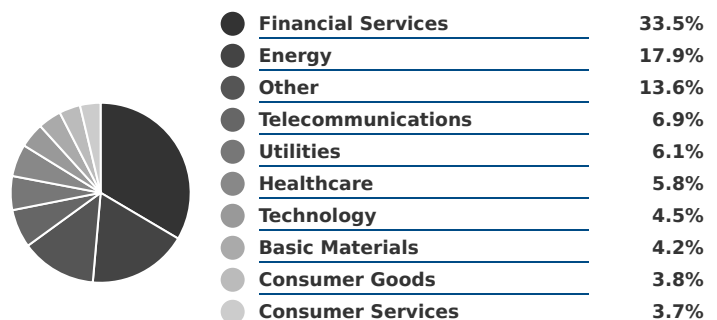 Financial Services 33.5%
Energy 17.9%
Other 13.6%
Telecommunications 6.9%
Utilities 6.1%
Healthcare 5.8%
Technology 4.5%
Basic Materials 4.2%
Consumer Goods 3.8%
Consumer Services 3.7%